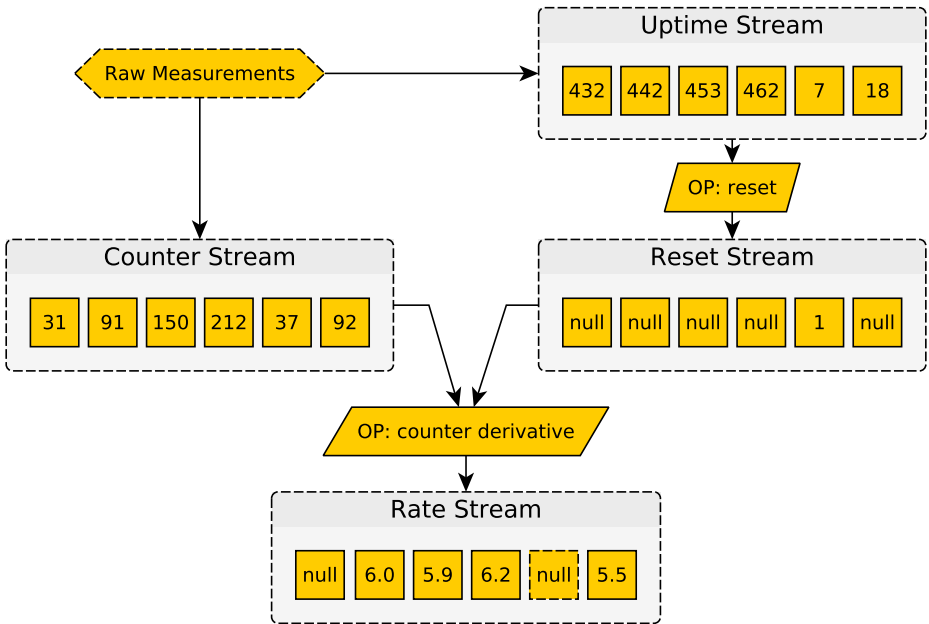 Uptime Stream
Raw Measurements
432 442 453 462 7 18
OP: reset
Counter Stream
Reset Stream
31 91 150 212 37 92
null null null null 1 null
OP: counter derivative
Rate Stream
null 6.0 5.9 6.2 null 5.5